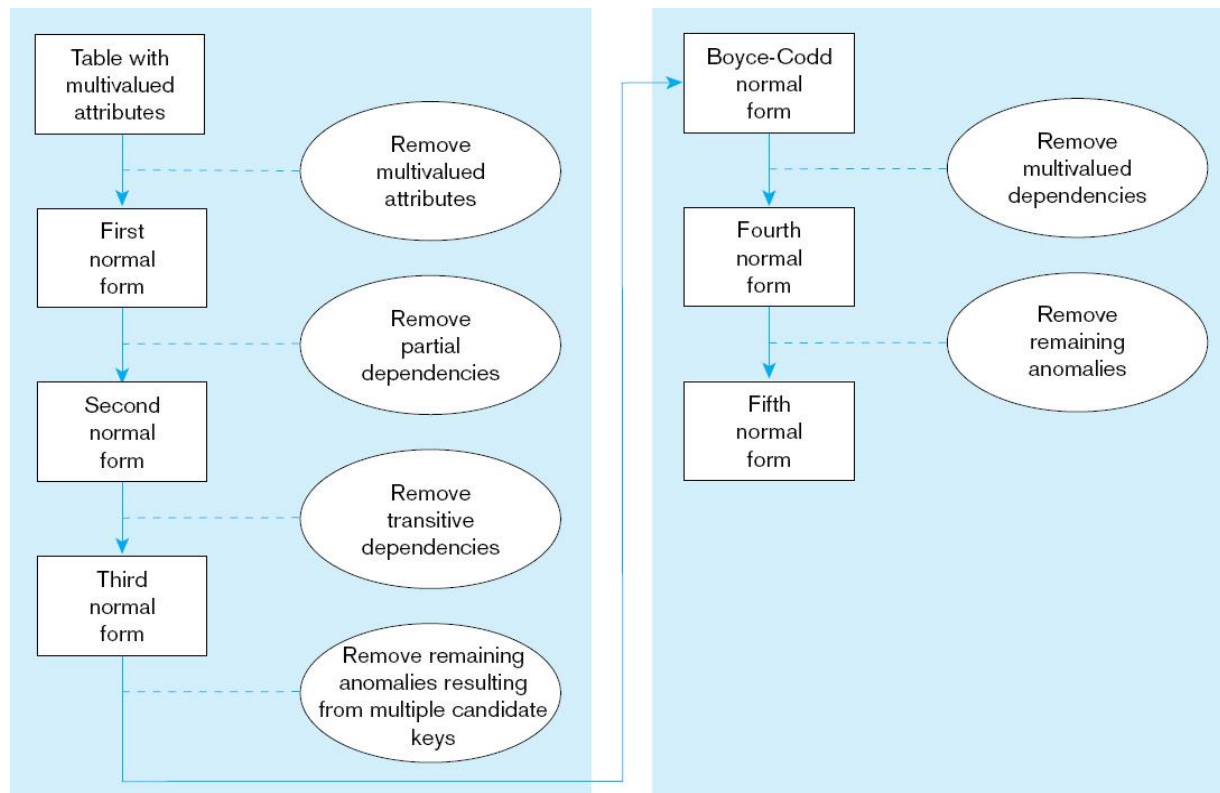 Table with
multivalued
attributes
Remove
multivalued
attributes
First
normal
form
Remove
partial
dependencies
Second
normal
form
Remove
transitive
dependencies
Third
normal
form
Remove remaining
anomalies resulting
from multiple candidate
keys
Boyce-Codd
normal
form
Remove
multivalued
dependencies
Fourth
normal
form
Remove
remaining
anomalies
Fifth
normal
form